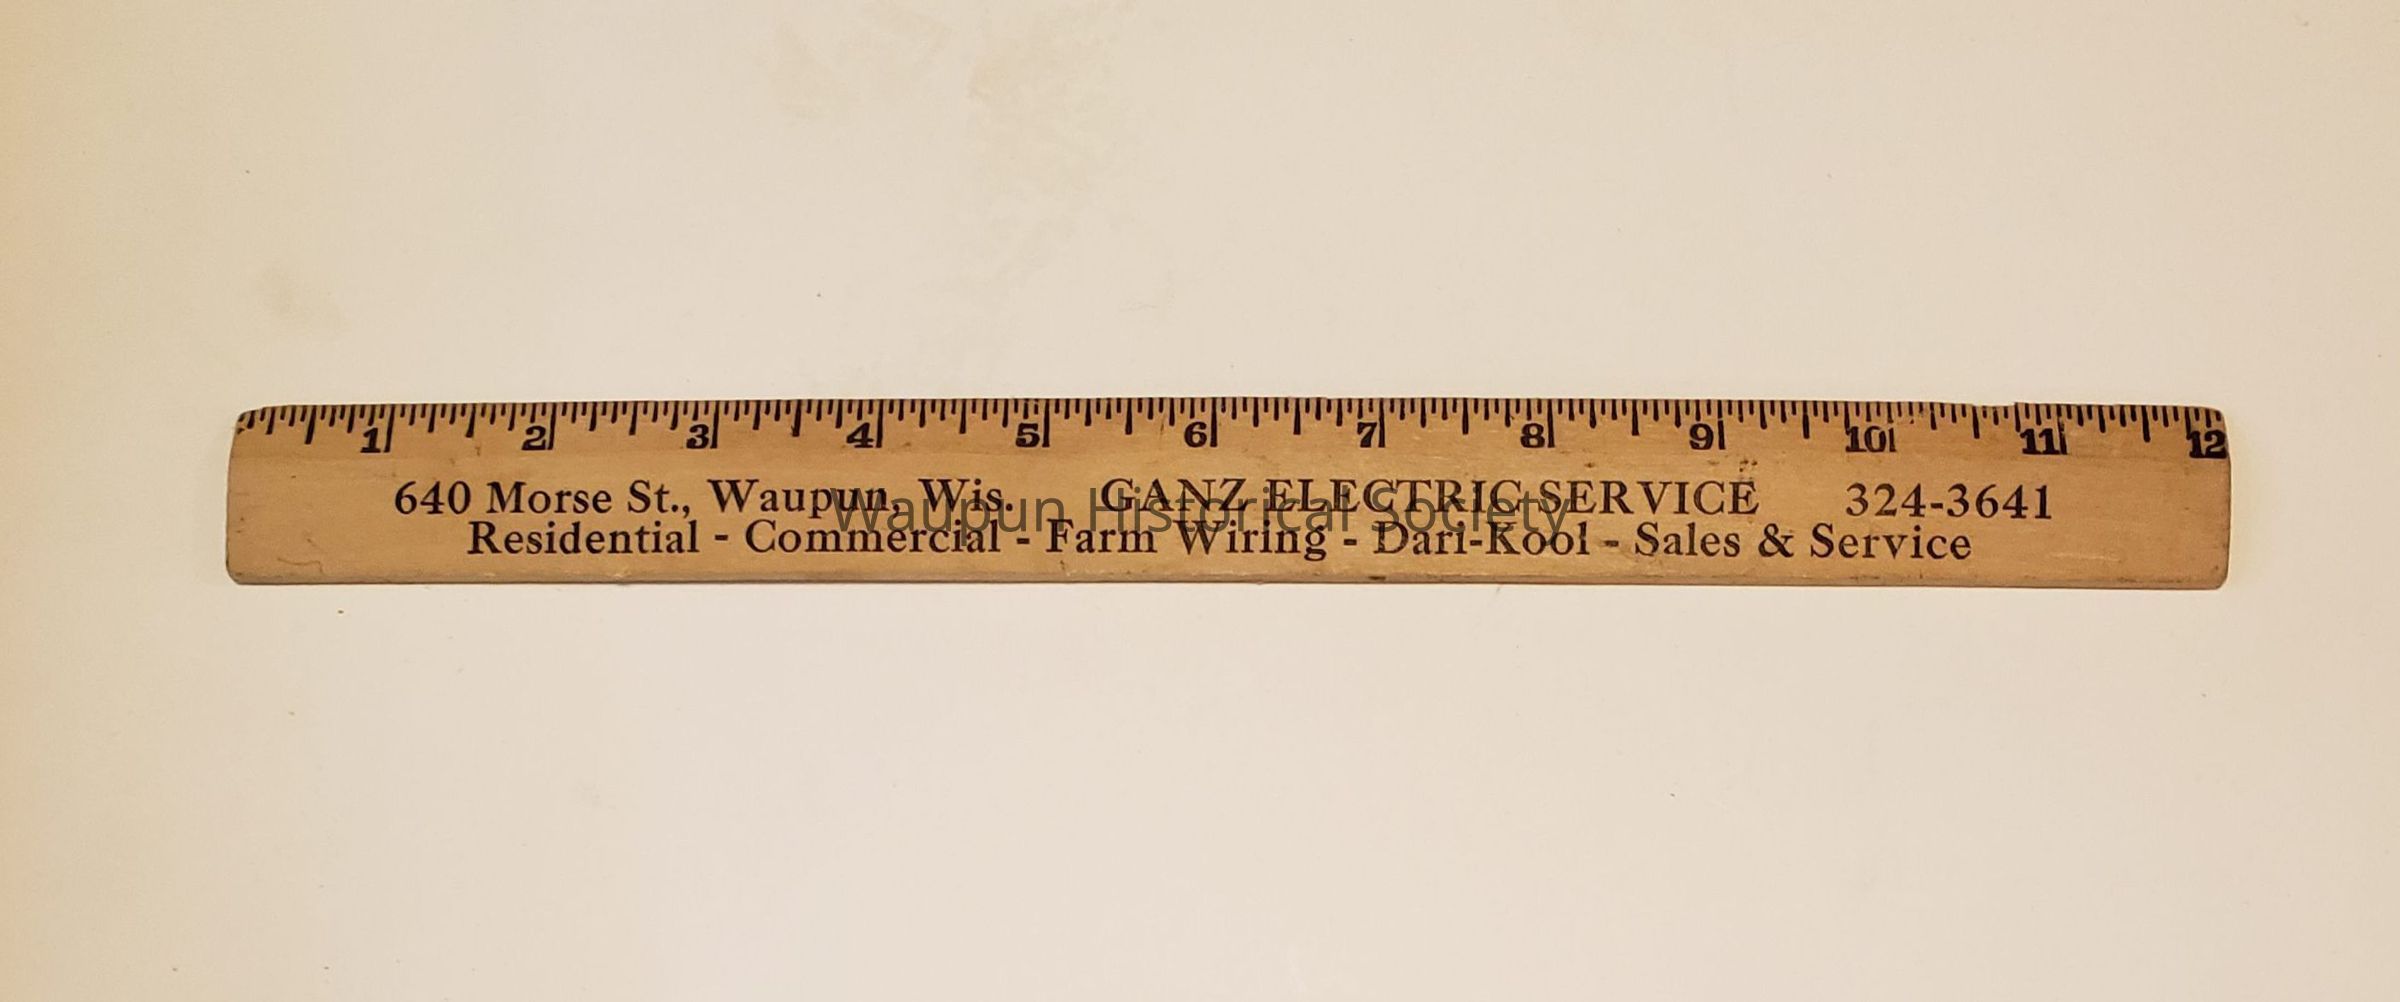 1 2 3 4 5 6 7 8 9 10 11 12
640 Morse St., Waupun, Wis. GANZ ELECTRIC SERVICE 324-3641
Waupun Historical Society
Residential - Commercial - Farm Wiring - Dari-Kool - Sales & Service